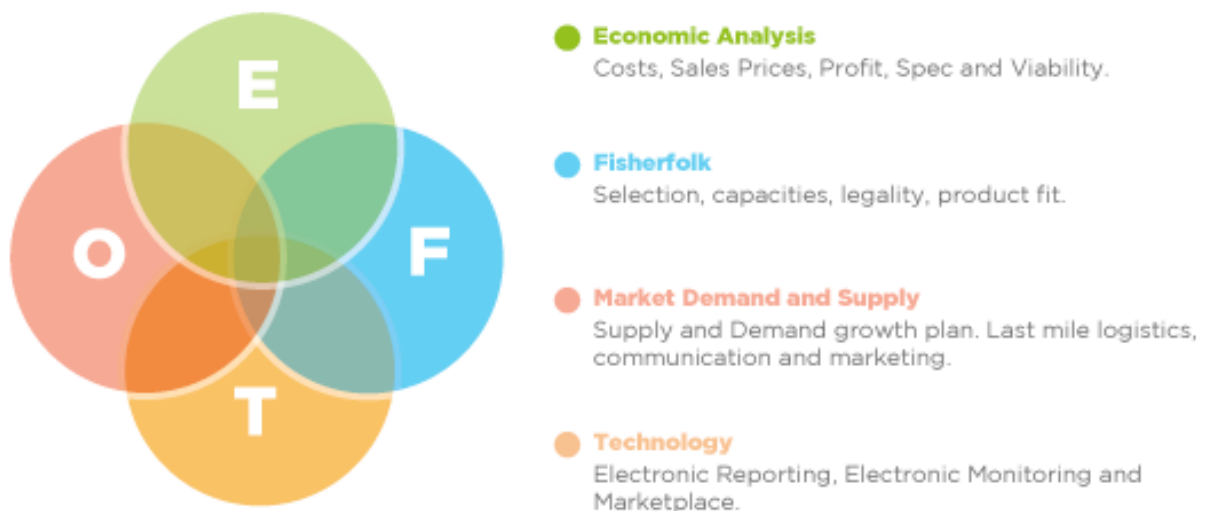 E
O
F
T
Economic Analysis
Costs, Sales Prices, Profit, Spec and Viability.
Fisherfolk
Selection, capacities, legality, product fit.
Market Demand and Supply
Supply and Demand growth plan. Last mile logistics,
communication and marketing.
Technology
Electronic Reporting, Electronic Monitoring and
Marketplace.